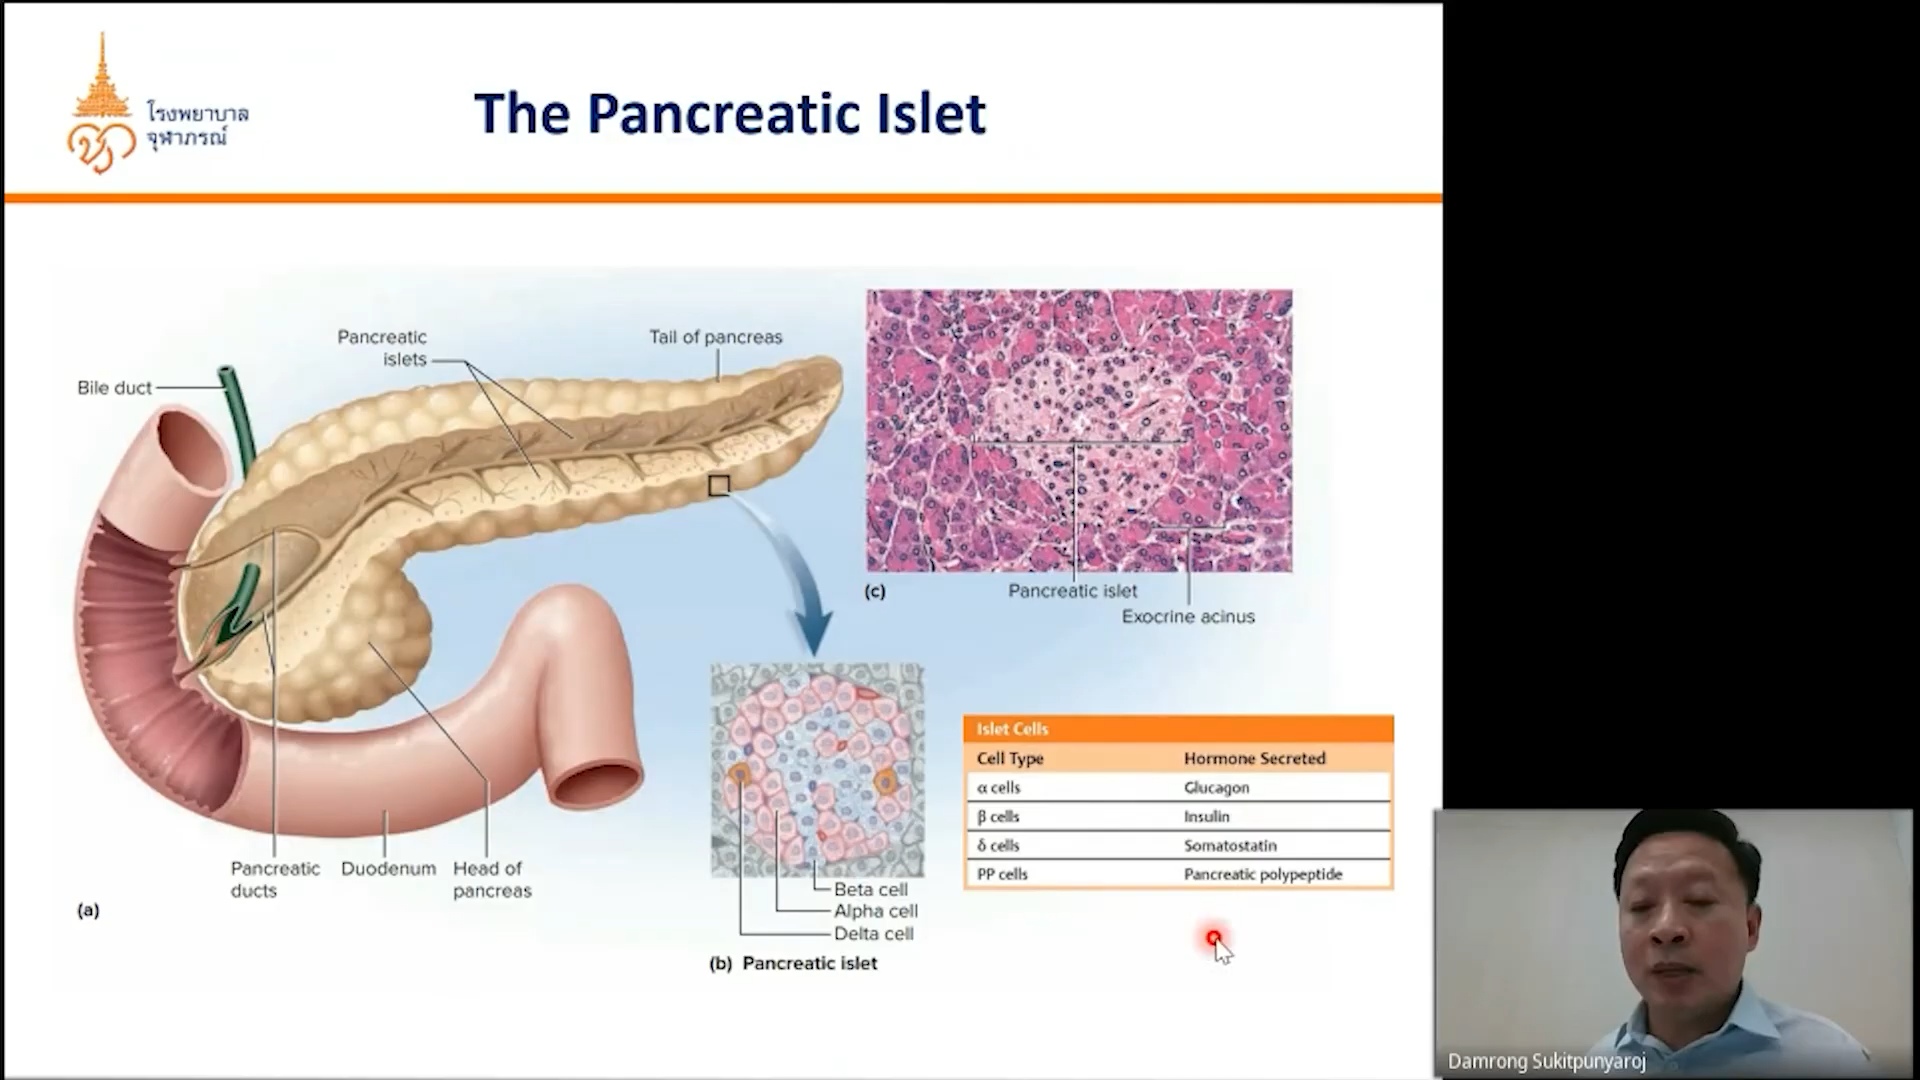 โรงพยาบาล
จุฬาภรณ์
The Pancreatic Islet
Pancreatic
islets
Tail of pancreas
Bile duct
(c)
Pancreatic islet
Exocrine acinus
Islet Cells
Cell Type Hormone Secreted
α cells Glucagon
β cells Insulin
δ cells Somatostatin
PP cells Pancreatic polypeptide
Pancreatic
ducts
Duodenum
Head of
pancreas
(a)
Beta cell
Alpha cell
Delta cell
(b) Pancreatic islet
Damrong Sukitpunyaroj